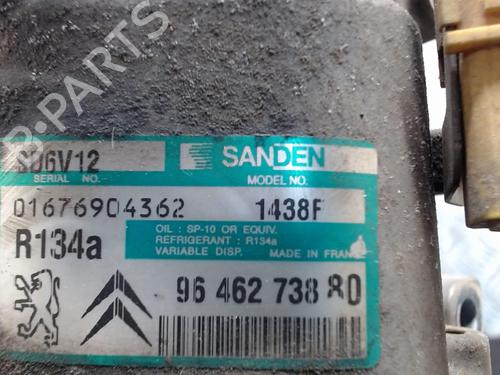 B-PARTS
SD6V12
SANDEN
SERIAL NO.
MODEL NO.
01676904362
1438F
R134a
OIL : SP-10 OR EQUIV.
REFRIGERANT : R134a
VARIABLE DISP. MADE IN FRANCE
96 462 738 80